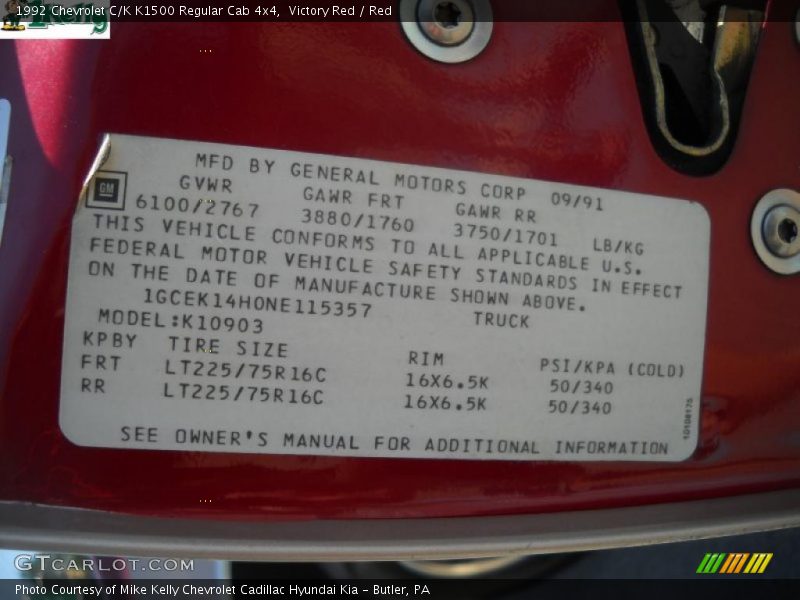 1992 Chevrolet C/K K1500 Regular Cab 4x4,  Victory Red / Red
MFD BY GENERAL MOTORS CORP 09/91
GM
GVWR GAWR FRT GAWR RR
6100/2767 3880/1760 3750/1701 LB/KG
THIS VEHICLE CONFORMS TO ALL APPLICABLE U.S.
FEDERAL MOTOR VEHICLE SAFETY STANDARDS IN EFFECT
ON THE DATE OF MANUFACTURE SHOWN ABOVE.
1GCEK14H0NE115357 TRUCK
MODEL:K10903
KPBY TIRE SIZE RIM PSI/KPA (COLD)
FRT LT225/75R16C 16X6.5K 50/340
RR LT225/75R16C 16X6.5K 50/340
SEE OWNER'S MANUAL FOR ADDITIONAL INFORMATION
GTCARLOT.COM
Photo Courtesy of Mike Kelly Chevrolet Cadillac Hyundai Kia - Butler, PA